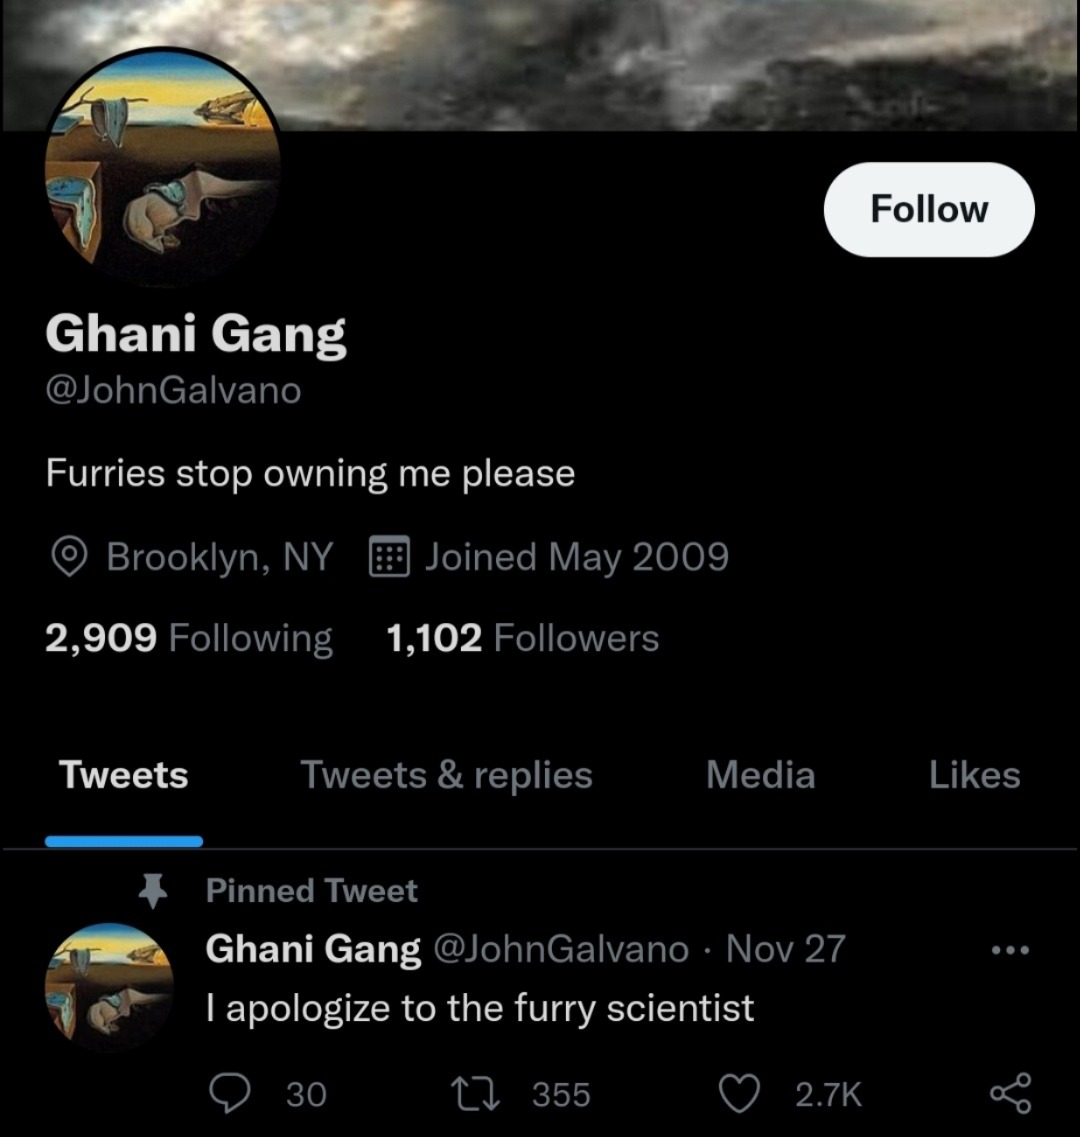 Follow
Ghani Gang
@JohnGalvano
Furries stop owning me please
Brooklyn, NY Joined May 2009
2,909 Following 1,102 Followers
Tweets Tweets & replies Media Likes
Pinned Tweet
Ghani Gang @JohnGalvano · Nov 27
I apologize to the furry scientist
30 355 2.7K